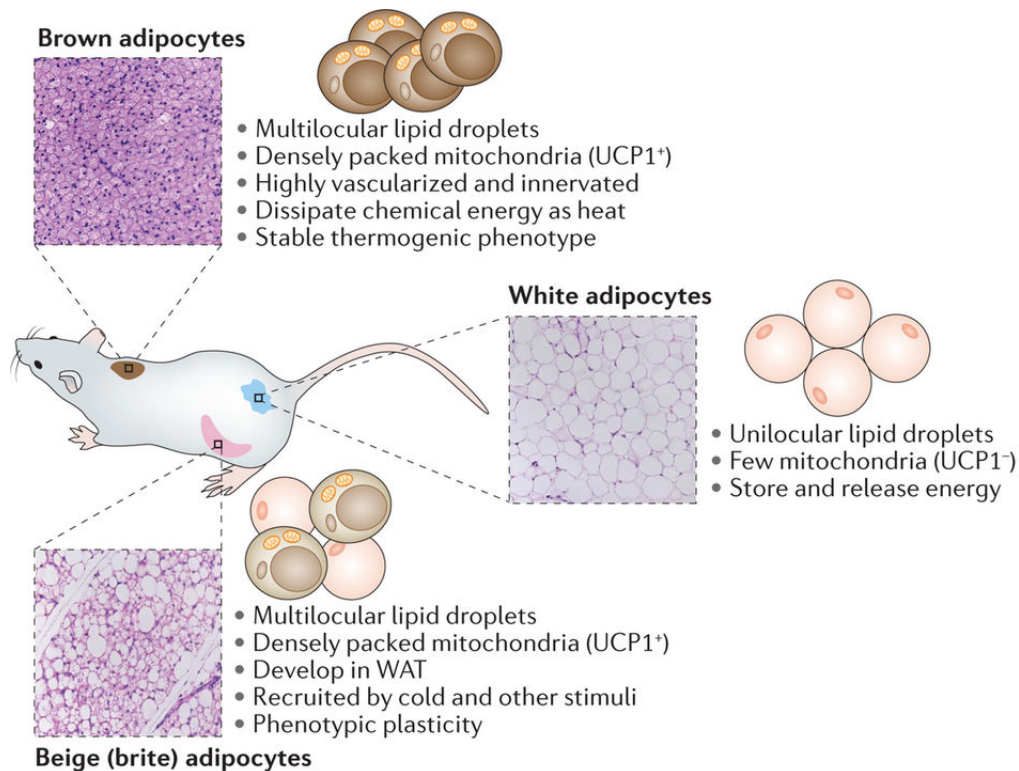 Brown adipocytes
• Multilocular lipid droplets
• Densely packed mitochondria (UCP1⁺)
• Highly vascularized and innervated
• Dissipate chemical energy as heat
• Stable thermogenic phenotype
White adipocytes
• Unilocular lipid droplets
• Few mitochondria (UCP1⁻)
• Store and release energy
• Multilocular lipid droplets
• Densely packed mitochondria (UCP1⁺)
• Develop in WAT
• Recruited by cold and other stimuli
• Phenotypic plasticity
Beige (brite) adipocytes